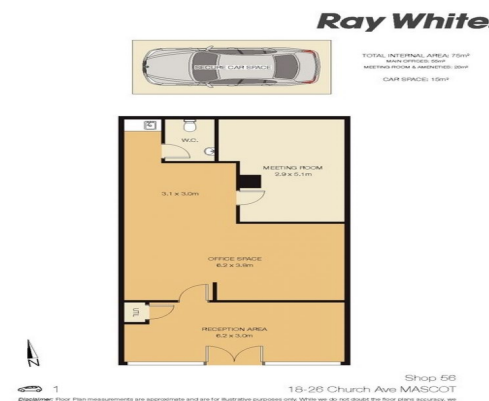 Ray White
TOTAL INTERNAL AREA: 75m²
MAIN OFFICES: 55m²
MEETING ROOM & AMENITIES: 20m²
CAR SPACE: 15m²
SECURE CAR SPACE
W.C.
MEETING ROOM
2.9 x 5.1m
3.1 x 3.0m
OFFICE SPACE
6.2 x 3.8m
UTIL
RECEPTION AREA
6.2 x 3.0m
N
Shop 56
1
18-26 Church Ave MASCOT
Disclaimer: Floor Plan measurements are approximate and are for illustrative purposes only. While we do not doubt the floor plans accuracy, we